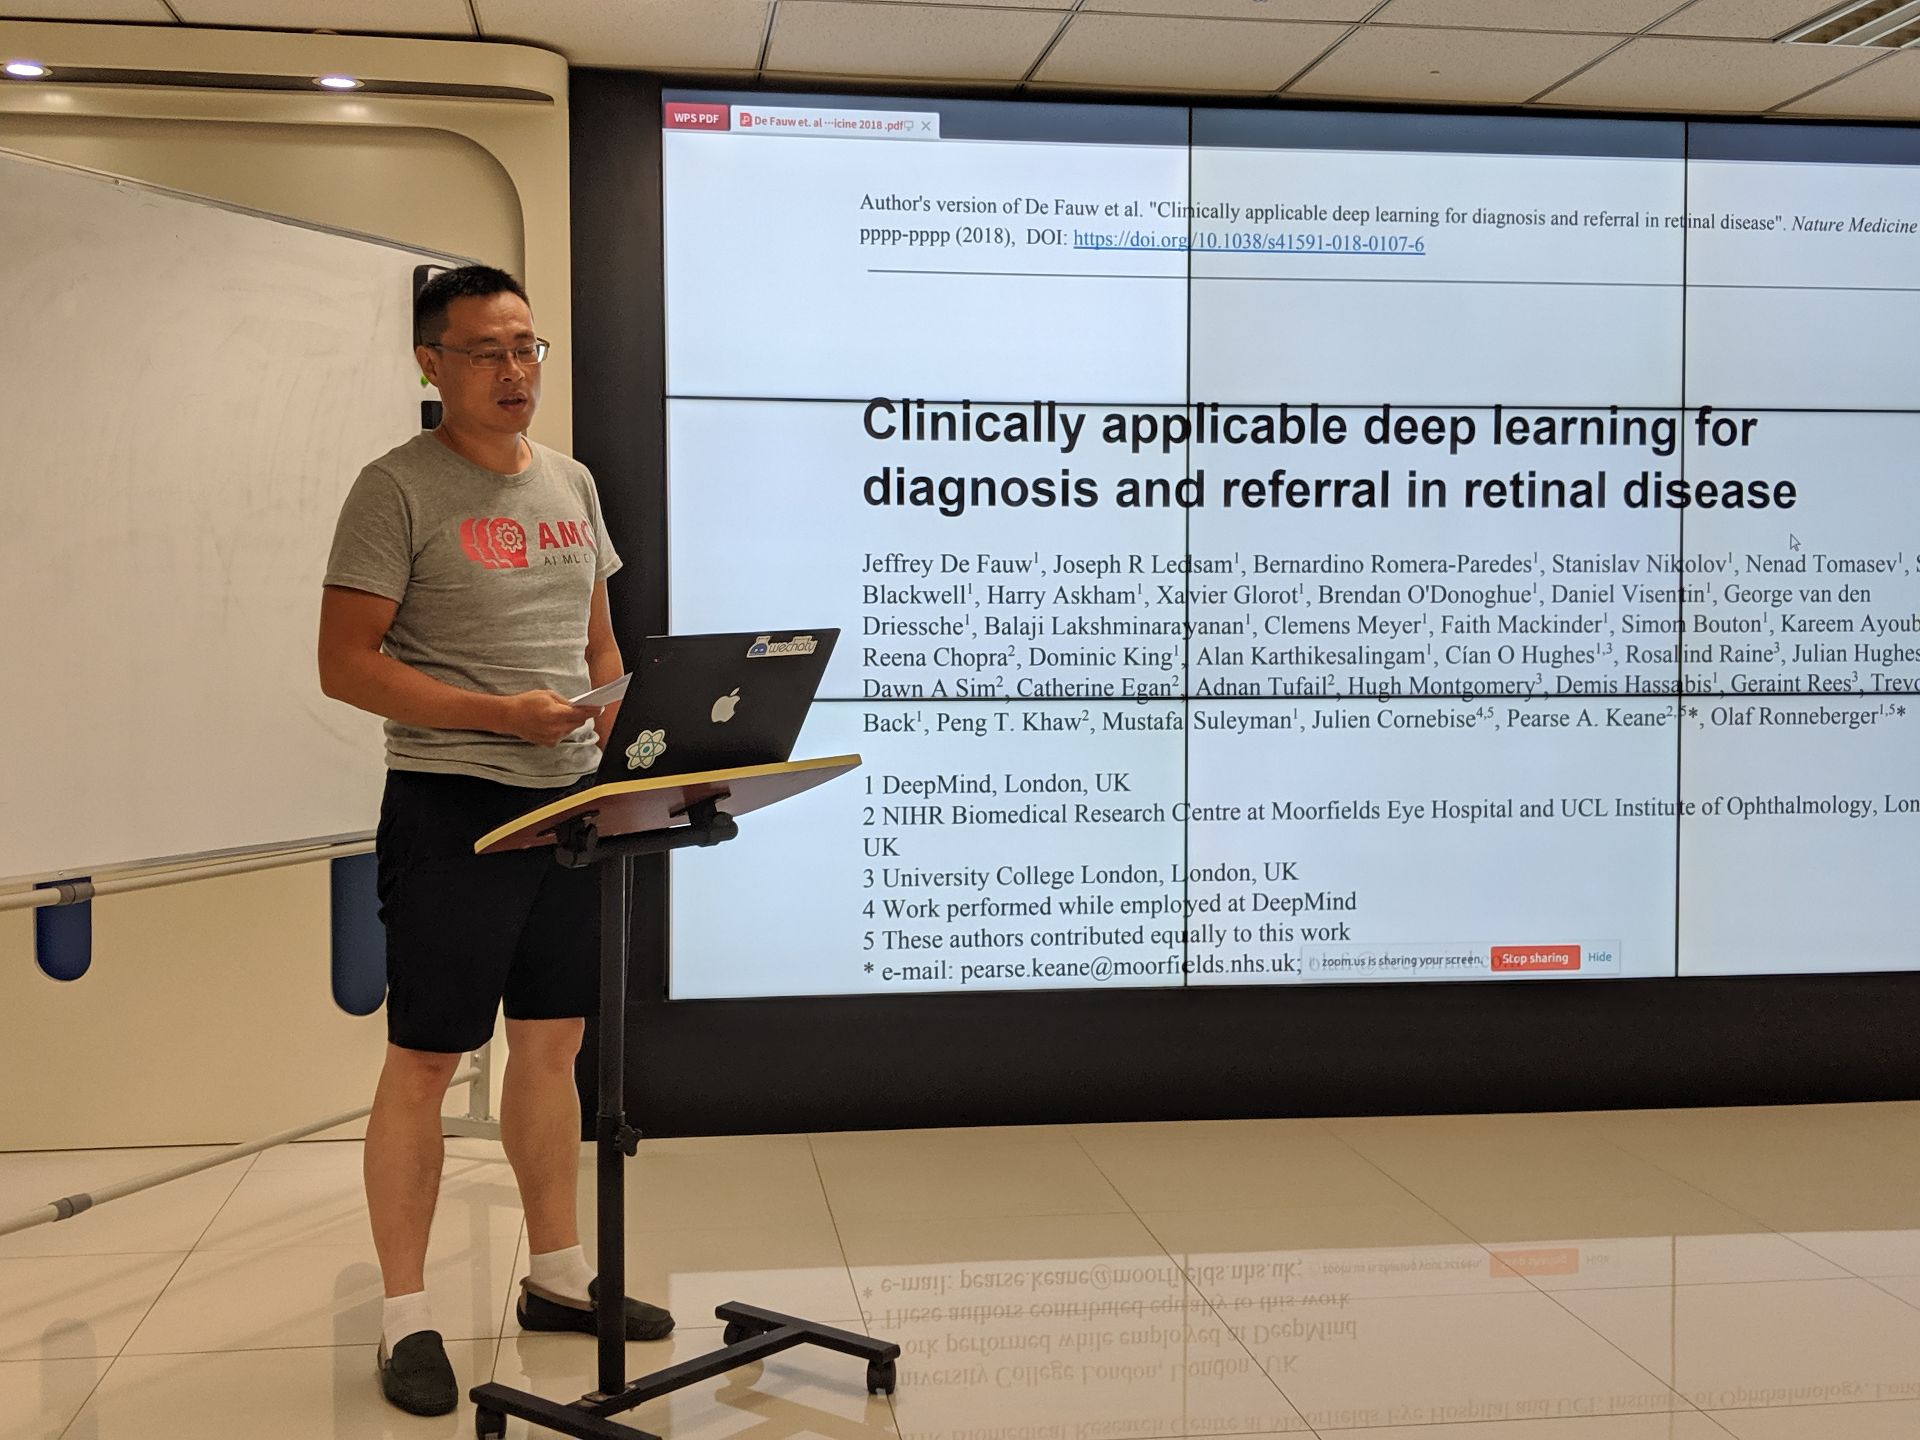 WPS PDF
De Fauw et. al ···icine 2018 .pdf
Author's version of De Fauw et al. "Clinically applicable deep learning for diagnosis and referral in retinal disease". Nature Medicine
pppp-pppp (2018), DOI: https://doi.org/10.1038/s41591-018-0107-6
Clinically applicable deep learning for
diagnosis and referral in retinal disease
Jeffrey De Fauw1, Joseph R Ledsam1, Bernardino Romera-Paredes1, Stanislav Nikolov1, Nenad Tomasev1, S
Blackwell1, Harry Askham1, Xavier Glorot1, Brendan O'Donoghue1, Daniel Visentin1, George van den
Driessche1, Balaji Lakshminarayanan1, Clemens Meyer1, Faith Mackinder1, Simon Bouton1, Kareem Ayoub
Reena Chopra2, Dominic King1, Alan Karthikesalingam1, Cían O Hughes1,3, Rosalind Raine3, Julian Hughes
Dawn A Sim2, Catherine Egan2, Adnan Tufail2, Hugh Montgomery3, Demis Hassabis1, Geraint Rees3, Trevo
Back1, Peng T. Khaw2, Mustafa Suleyman1, Julien Cornebise4,5, Pearse A. Keane2,5*, Olaf Ronneberger1,5*
1 DeepMind, London, UK
2 NIHR Biomedical Research Centre at Moorfields Eye Hospital and UCL Institute of Ophthalmology, Lon
UK
3 University College London, London, UK
4 Work performed while employed at DeepMind
5 These authors contributed equally to this work
* e-mail: pearse.keane@moorfields.nhs.uk;
zoom.us is sharing your screen. Stop sharing Hide
AM
AI ML
wechaty